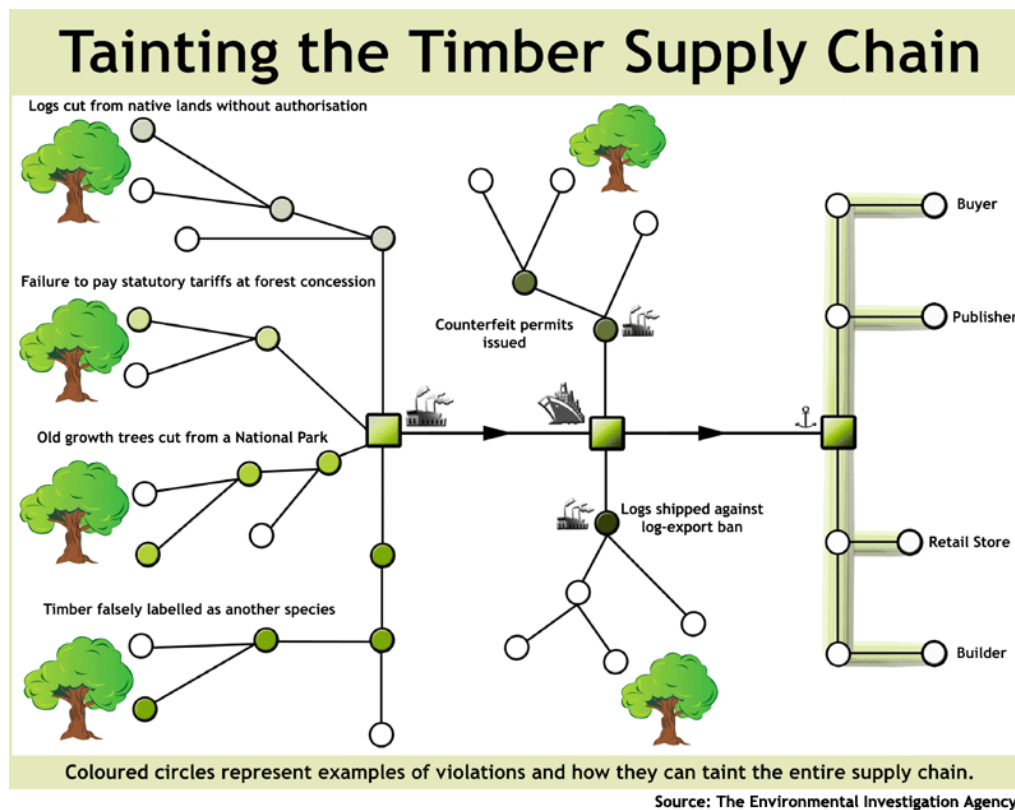 Tainting the Timber Supply Chain
Logs cut from native lands without authorisation
Failure to pay statutory tariffs at forest concession
Old growth trees cut from a National Park
Timber falsely labelled as another species
Counterfeit permits
issued
Logs shipped against
log-export ban
Buyer
Publisher
Retail Store
Builder
Coloured circles represent examples of violations and how they can taint the entire supply chain.
Source: The Environmental Investigation Agency